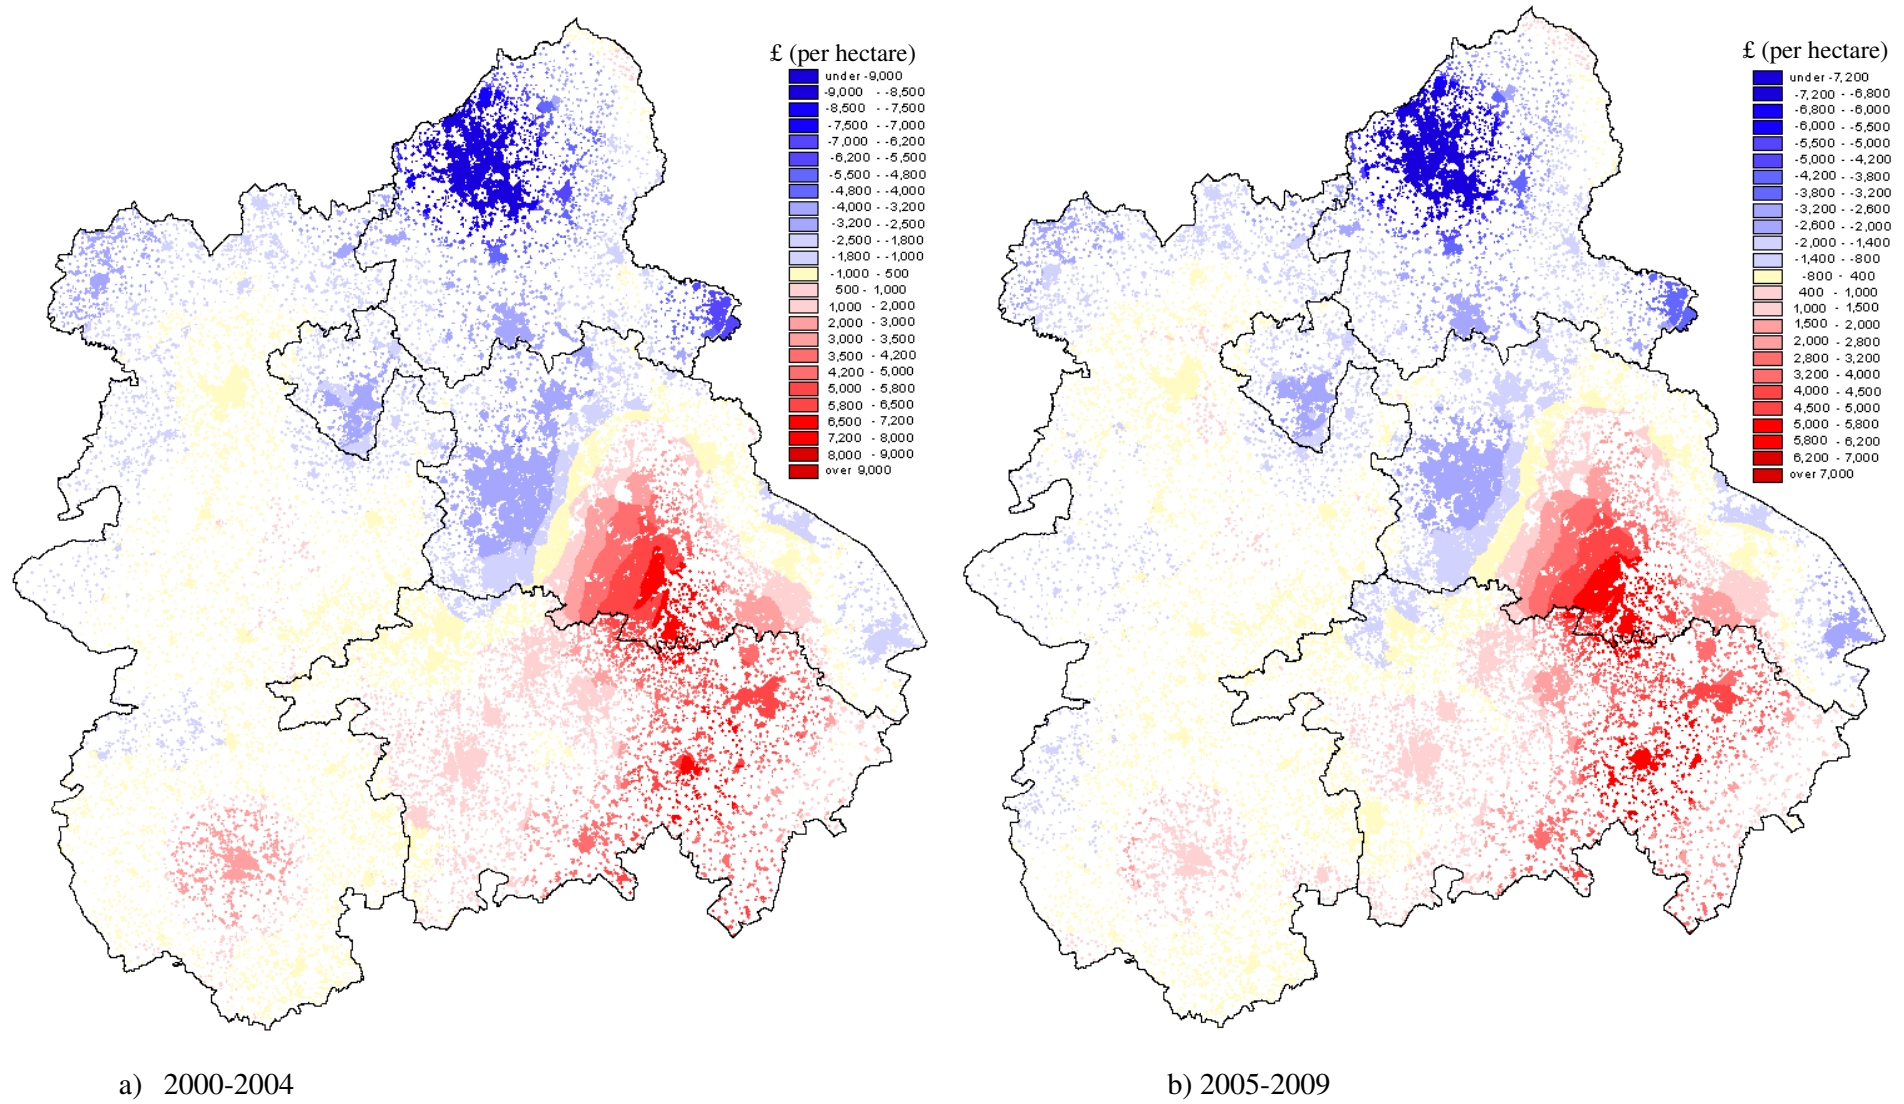 £ (per hectare)
under -9,000
-9,000 - -8,500
-8,500 - -7,500
-7,500 - -7,000
-7,000 - -6,200
-6,200 - -5,500
-5,500 - -4,800
-4,800 - -4,000
-4,000 - -3,200
-3,200 - -2,500
-2,500 - -1,800
-1,800 - -1,000
-1,000 - 500
500 - 1,000
1,000 - 2,000
2,000 - 3,000
3,000 - 3,500
3,500 - 4,200
4,200 - 5,000
5,000 - 5,800
5,800 - 6,500
6,500 - 7,200
7,200 - 8,000
8,000 - 9,000
over 9,000
£ (per hectare)
under -7,200
-7,200 - -6,800
-6,800 - -6,000
-6,000 - -5,500
-5,500 - -5,000
-5,000 - -4,200
-4,200 - -3,800
-3,800 - -3,200
-3,200 - -2,600
-2,600 - -2,000
-2,000 - -1,400
-1,400 - -800
-800 - 400
400 - 1,000
1,000 - 1,500
1,500 - 2,000
2,000 - 2,800
2,800 - 3,200
3,200 - 4,000
4,000 - 4,500
4,500 - 5,000
5,000 - 5,800
5,800 - 6,200
6,200 - 7,000
over 7,000
a) 2000-2004
b) 2005-2009